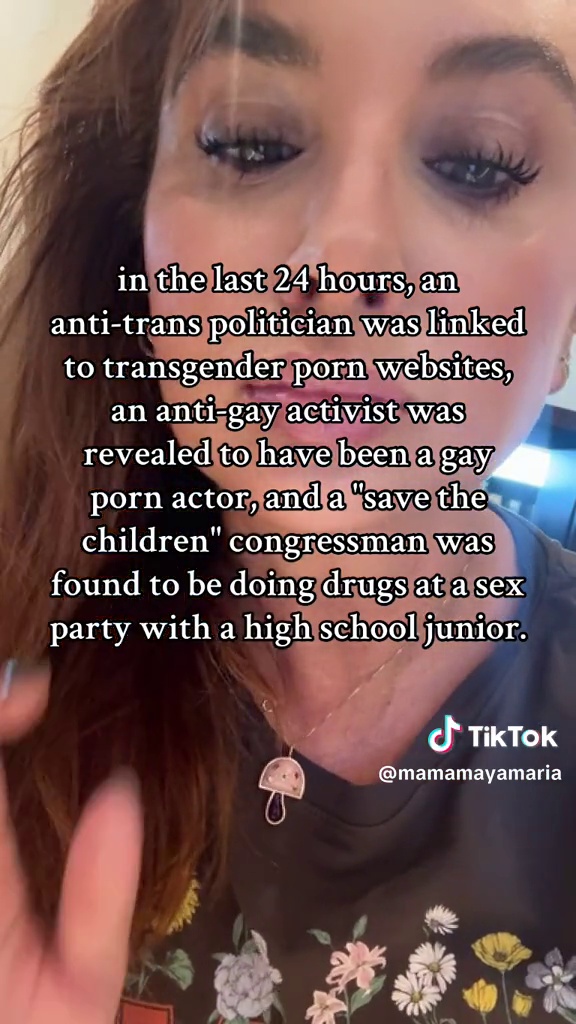 in the last 24 hours, an
anti-trans politician was linked
to transgender porn websites,
an anti-gay activist was
revealed to have been a gay
porn actor, and a "save the
children" congressman was
found to be doing drugs at a sex
party with a high school junior.
TikTok
@mamamayamaria